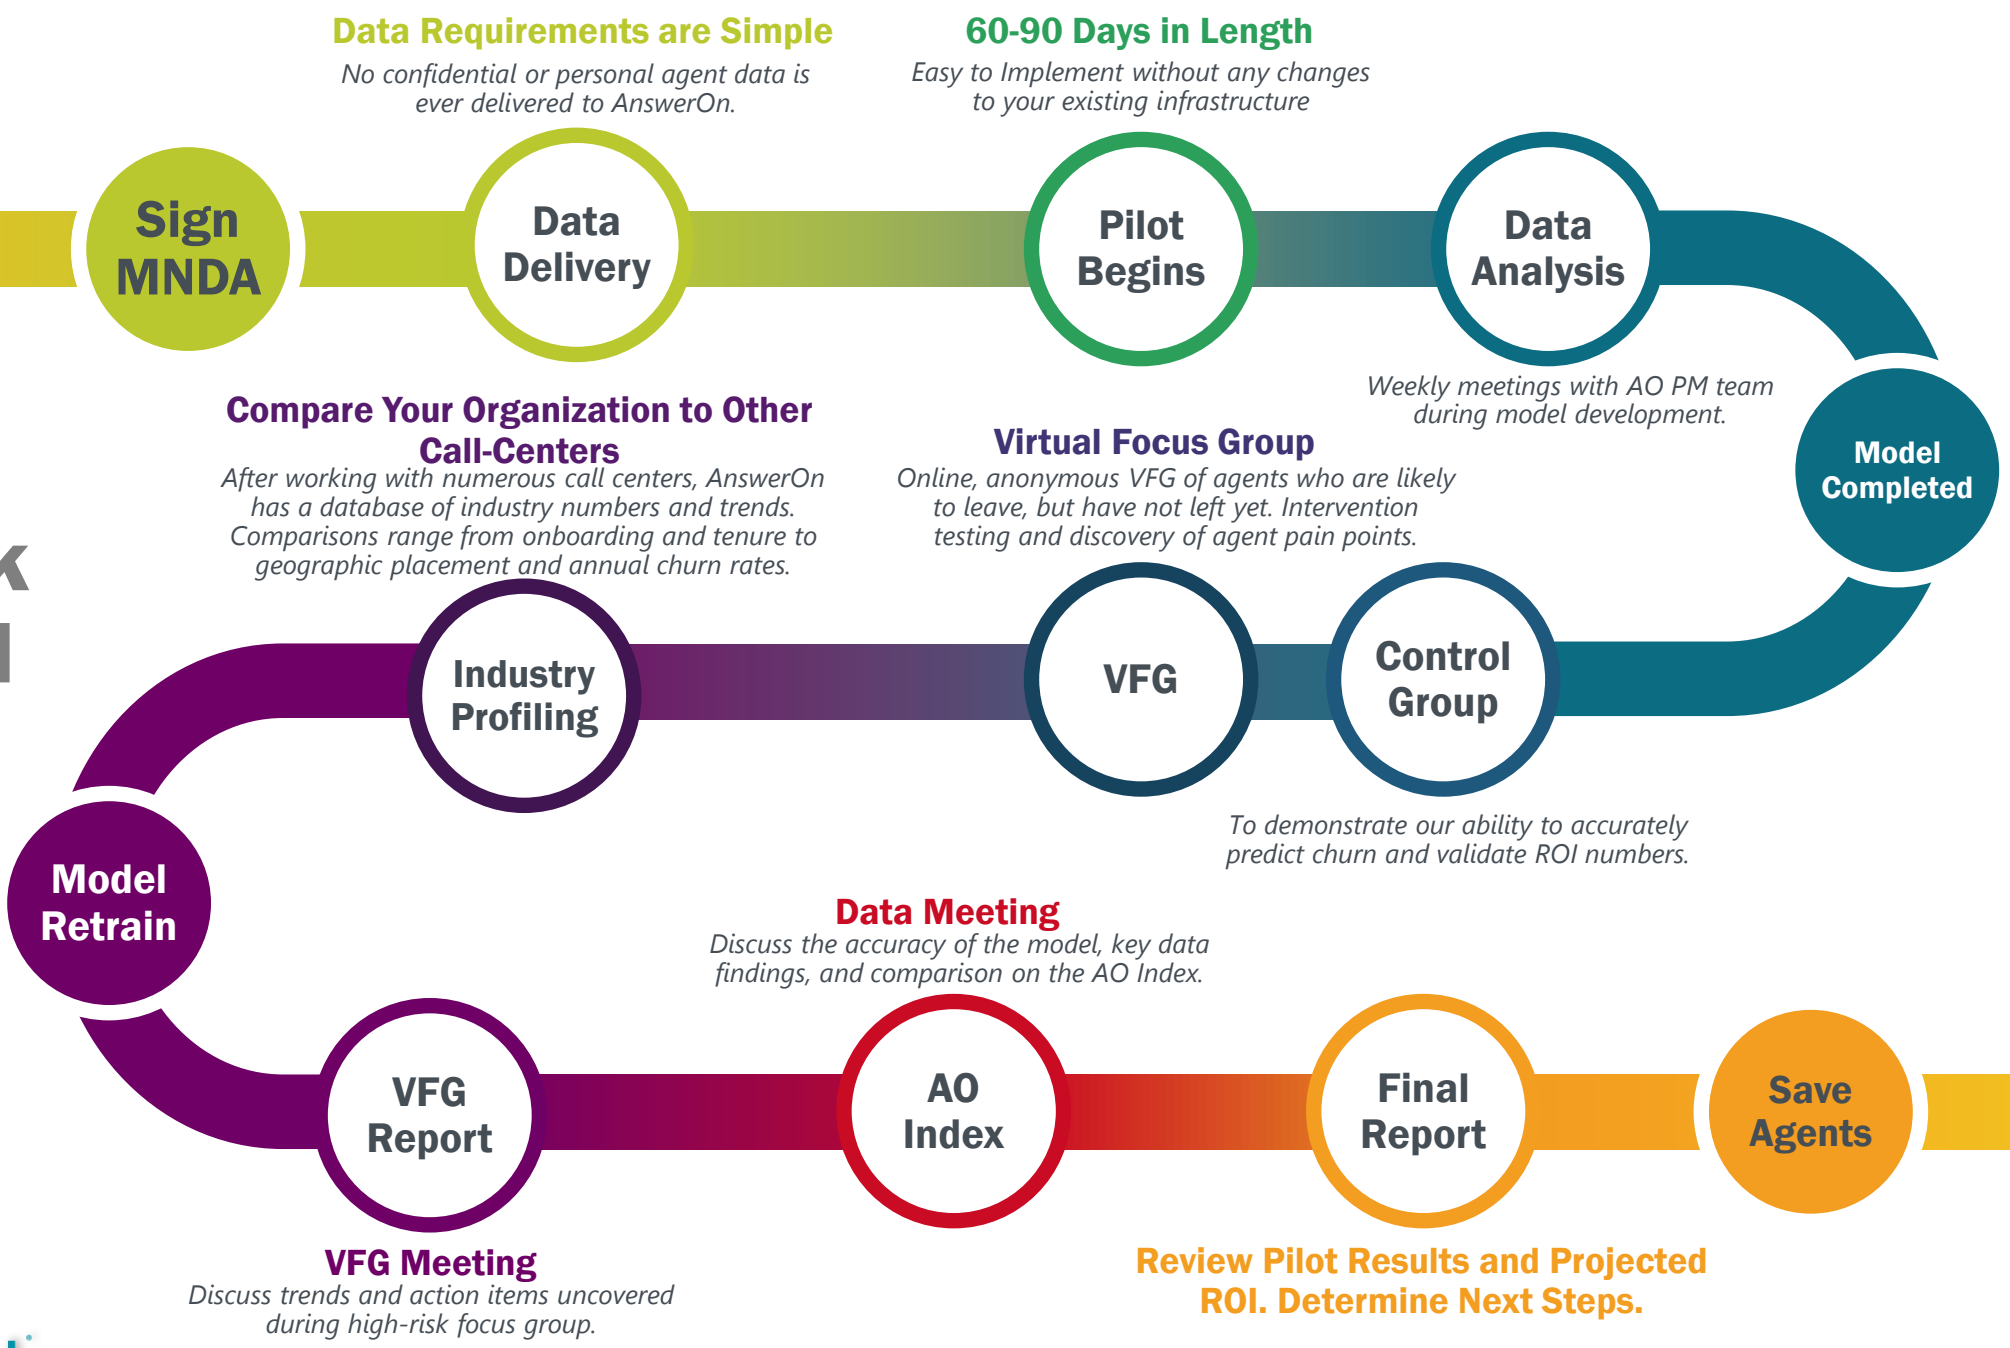 Data Requirements are Simple
No confidential or personal agent data is
ever delivered to AnswerOn.
60-90 Days in Length
Easy to Implement without any changes
to your existing infrastructure
Sign
MNDA
Data
Delivery
Pilot
Begins
Data
Analysis
Weekly meetings with AO PM team
during model development.
Model
Completed
Compare Your Organization to Other
Call-Centers
After working with numerous call centers, AnswerOn
has a database of industry numbers and trends.
Comparisons range from onboarding and tenure to
geographic placement and annual churn rates.
Virtual Focus Group
Online, anonymous VFG of agents who are likely
to leave, but have not left yet. Intervention
testing and discovery of agent pain points.
Industry
Profiling
VFG
Control
Group
To demonstrate our ability to accurately
predict churn and validate ROI numbers.
Model
Retrain
Data Meeting
Discuss the accuracy of the model, key data
findings, and comparison on the AO Index.
VFG
Report
AO
Index
Final
Report
Save
Agents
VFG Meeting
Discuss trends and action items uncovered
during high-risk focus group.
Review Pilot Results and Projected
ROI. Determine Next Steps.